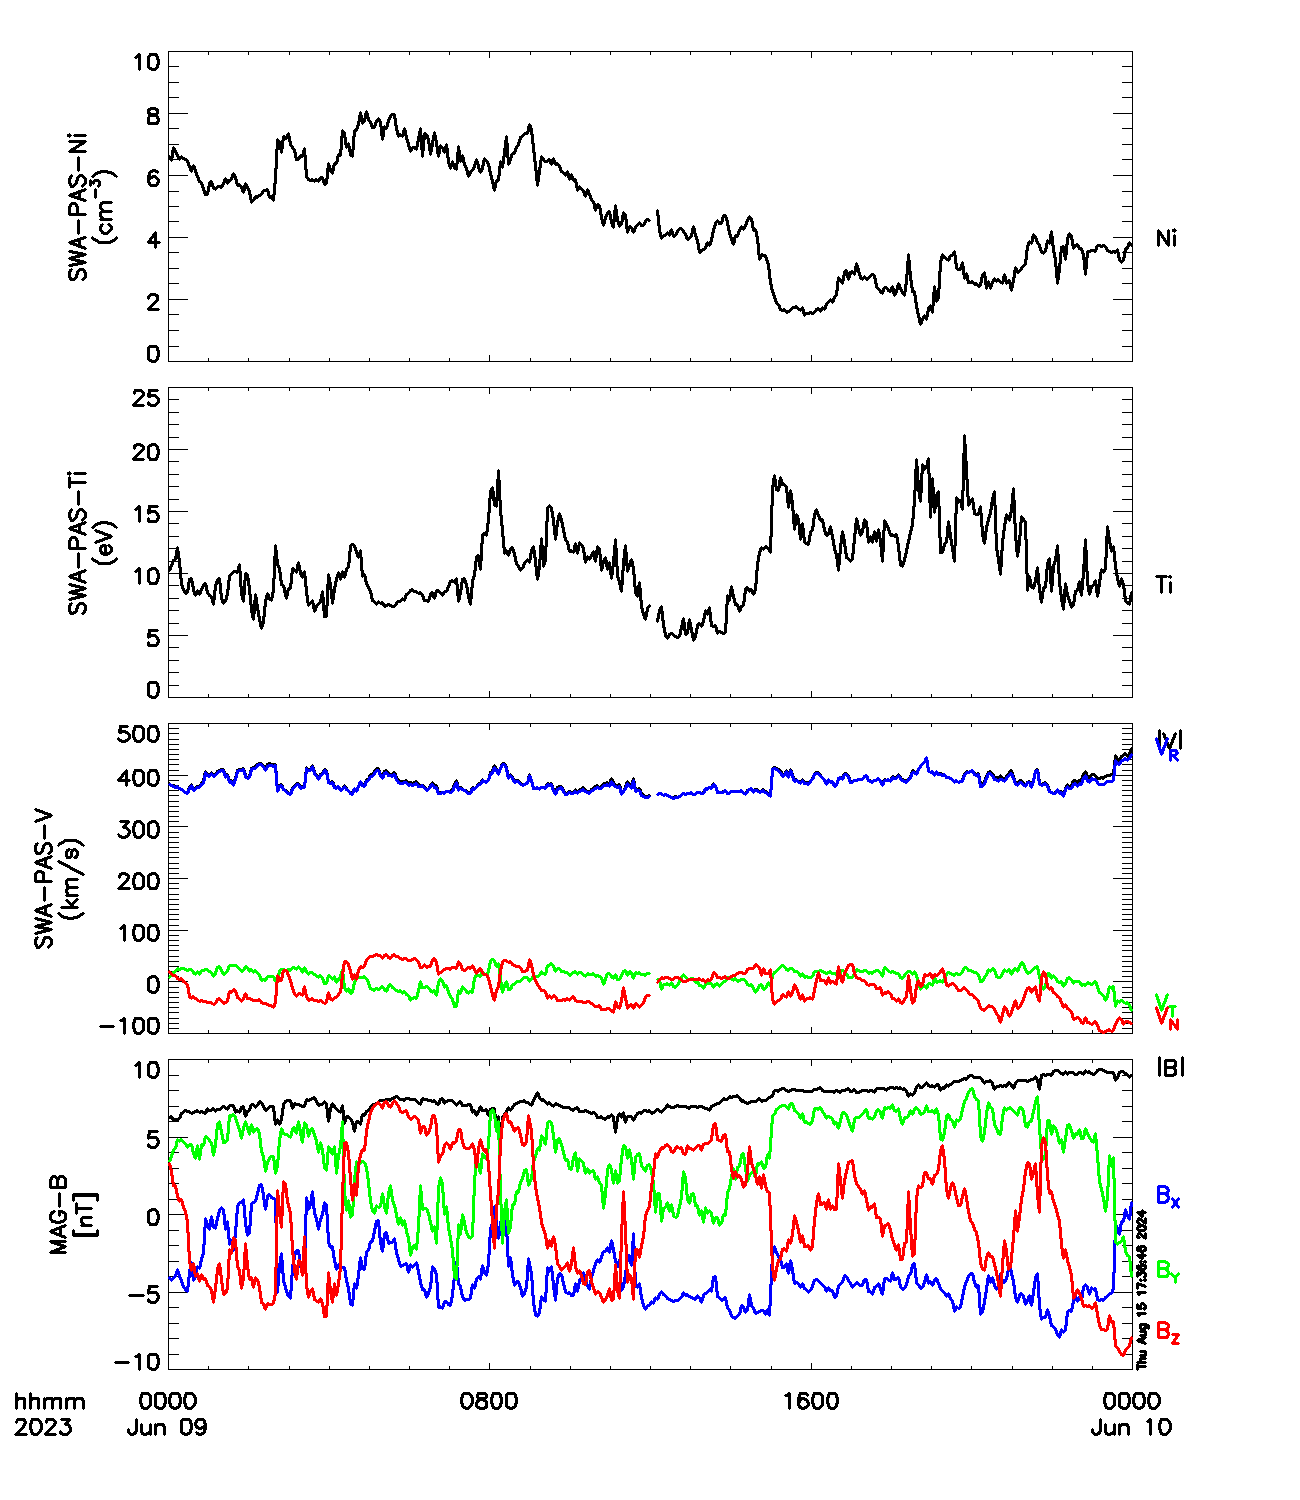 10
8
6
4
2
0
SWA-PAS-Ni
(cm⁻³)
Ni
25
20
15
10
5
0
SWA-PAS-Ti
(eV)
Ti
500
400
300
200
100
0
-100
SWA-PAS-V
(km/s)
|V|
V_R
V_T
V_N
10
5
0
-5
-10
MAG-B
[nT]
|B|
B_X
B_Y
B_Z
Thu Aug 15 17:36:46 2024
hhmm 0000 0800 1600 0000
2023 Jun 09 Jun 10